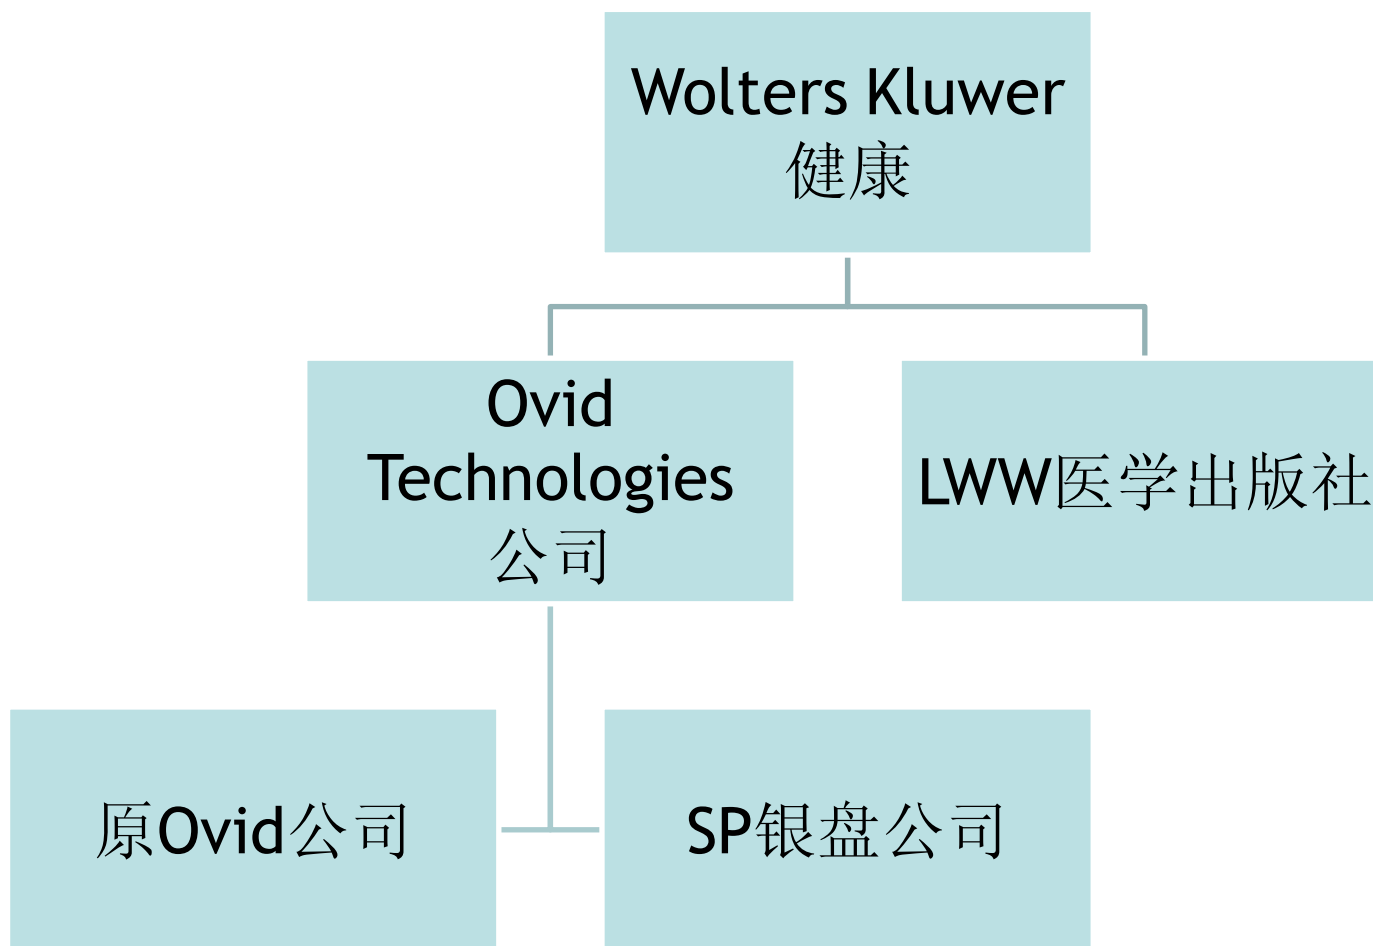 Wolters Kluwer
健康
Ovid
Technologies
公司
LWW医学出版社
原Ovid公司
SP银盘公司